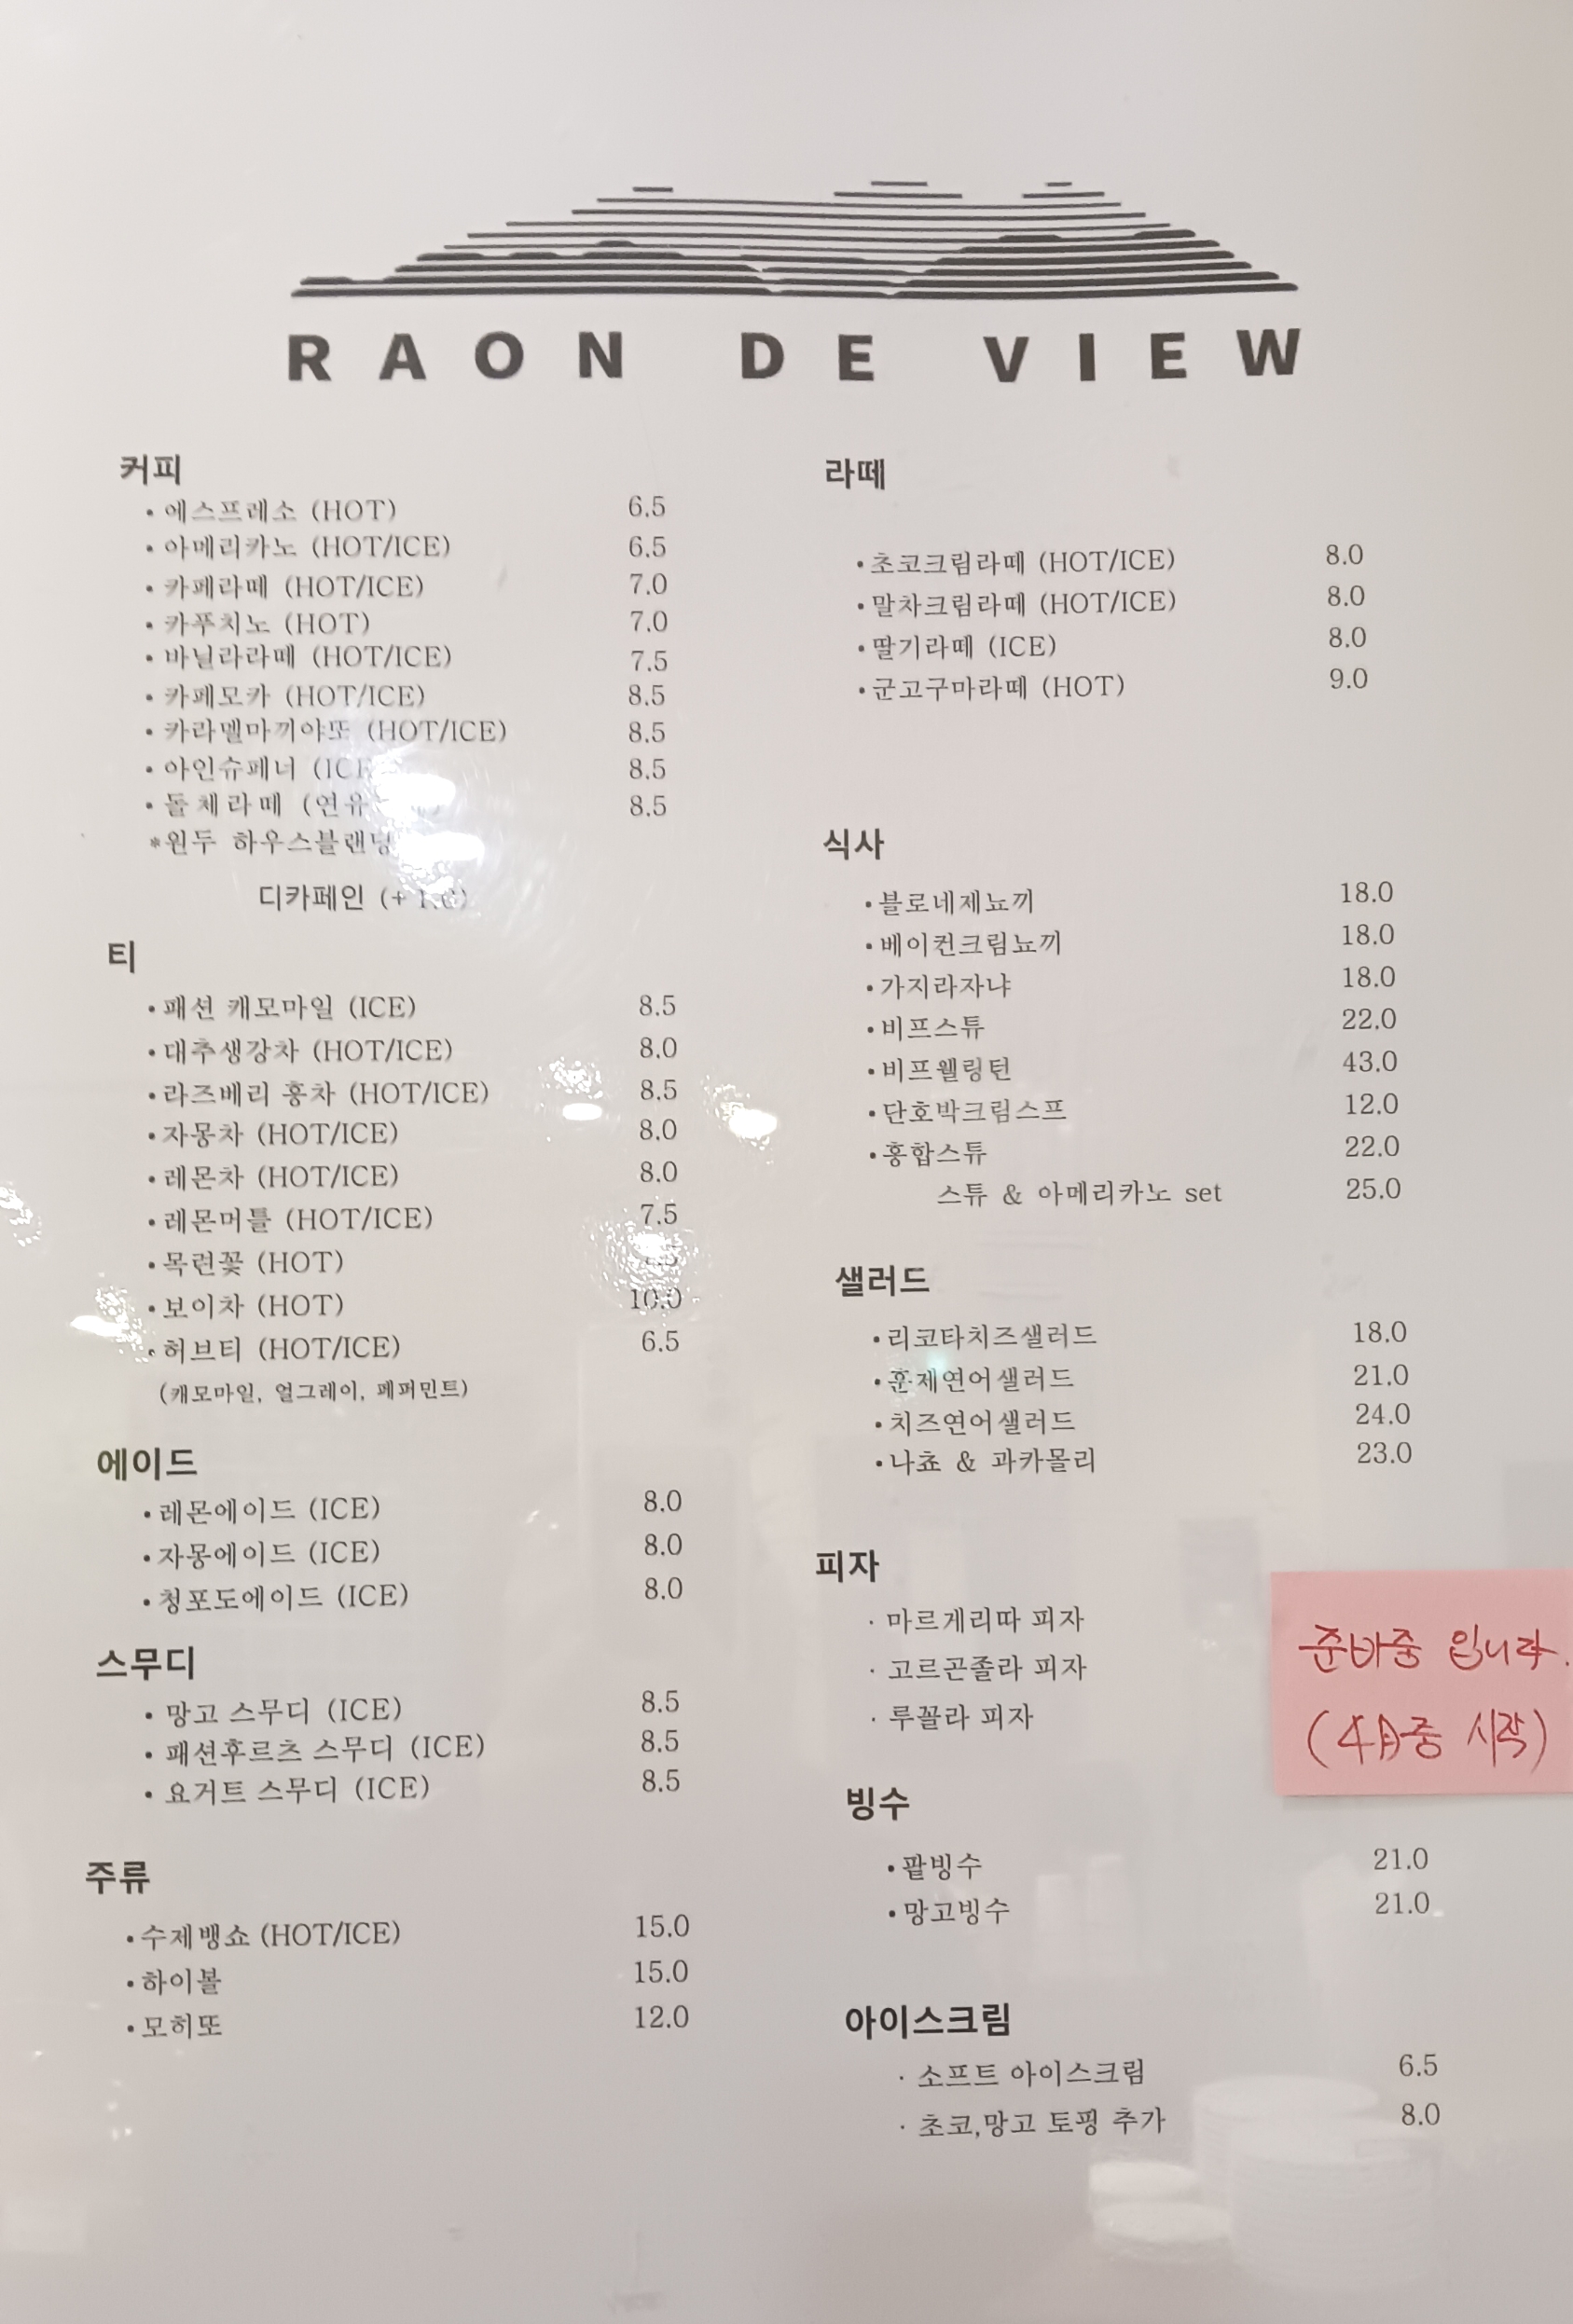 RAON DE VIEW
커피
• 에스프레소 (HOT) 6.5
• 아메리카노 (HOT/ICE) 6.5
• 카페라떼 (HOT/ICE) 7.0
• 카푸치노 (HOT) 7.0
• 바닐라라떼 (HOT/ICE) 7.5
• 카페모카 (HOT/ICE) 8.5
• 카라멜마끼야또 (HOT/ICE) 8.5
• 아인슈페너 8.5
• 돌체라떼 (연유 8.5
*원두 하우스블랜딩
디카페인
티
• 패션 캐모마일 (ICE) 8.5
• 대추생강차 (HOT/ICE) 8.0
• 라즈베리 홍차 (HOT/ICE) 8.5
• 자몽차 (HOT/ICE) 8.0
• 레몬차 (HOT/ICE) 8.0
• 레몬머틀 (HOT/ICE) 7.5
• 목련꽃 (HOT)
• 보이차 (HOT) 10.0
• 허브티 (HOT/ICE) 6.5
(캐모마일, 얼그레이, 페퍼민트)
에이드
• 레몬에이드 (ICE) 8.0
• 자몽에이드 (ICE) 8.0
• 청포도에이드 (ICE) 8.0
스무디
• 망고 스무디 (ICE) 8.5
• 패션후르츠 스무디 (ICE) 8.5
• 요거트 스무디 (ICE) 8.5
주류
• 수제뱅쇼 (HOT/ICE) 15.0
• 하이볼 15.0
• 모히또 12.0
라떼
• 초코크림라떼 (HOT/ICE) 8.0
• 말차크림라떼 (HOT/ICE) 8.0
• 딸기라떼 (ICE) 8.0
• 군고구마라떼 (HOT) 9.0
식사
• 블로네제뇨끼 18.0
• 베이컨크림뇨끼 18.0
• 가지라자냐 18.0
• 비프스튜 22.0
• 비프웰링턴 43.0
• 단호박크림스프 12.0
• 홍합스튜 22.0
스튜 & 아메리카노 set 25.0
샐러드
• 리코타치즈샐러드 18.0
• 훈제연어샐러드 21.0
• 치즈연어샐러드 24.0
• 나쵸 & 과카몰리 23.0
피자
· 마르게리따 피자
· 고르곤졸라 피자
· 루꼴라 피자
준비중 입니다.
(4月중 시작)
빙수
• 팥빙수 21.0
• 망고빙수 21.0
아이스크림
· 소프트 아이스크림 6.5
· 초코,망고 토핑 추가 8.0